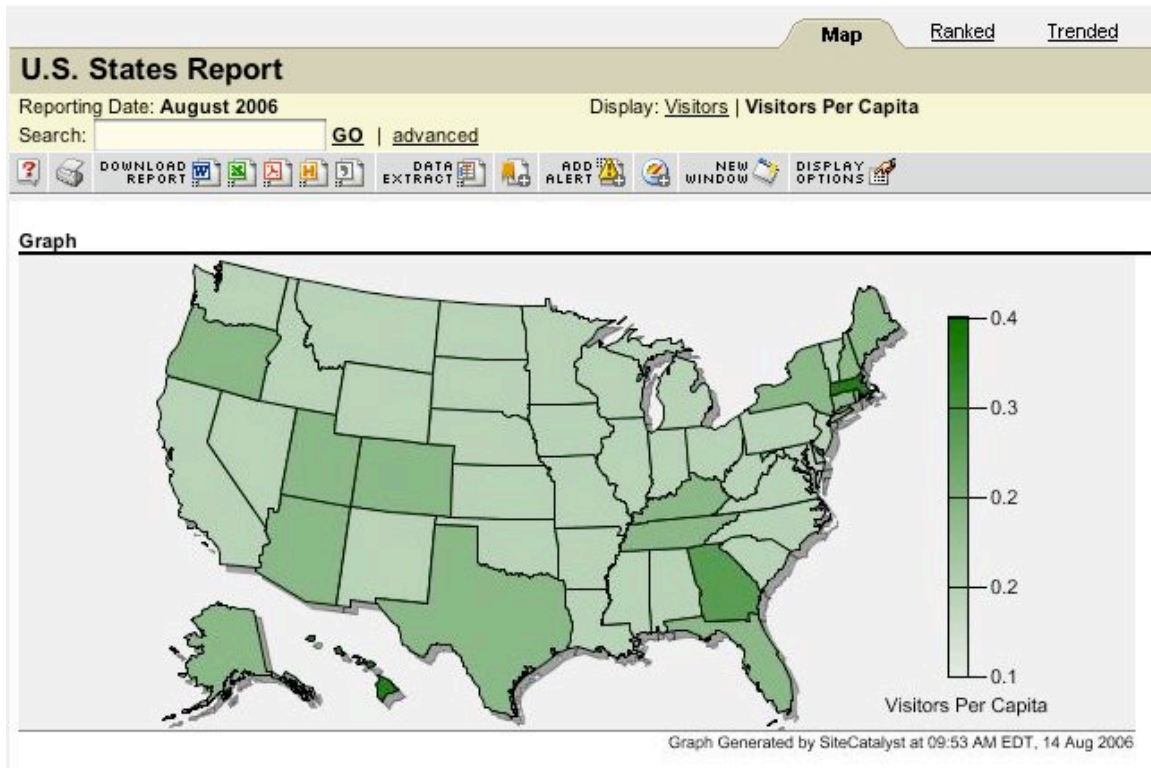 Map Ranked Trended
U.S. States Report
Reporting Date: August 2006 Display: Visitors | Visitors Per Capita
Search: GO | advanced
DOWNLOAD REPORT DATA EXTRACT ADD ALERT NEW WINDOW DISPLAY OPTIONS
Graph
0.4
0.3
0.2
0.2
0.1
Visitors Per Capita
Graph Generated by SiteCatalyst at 09:53 AM EDT, 14 Aug 2006